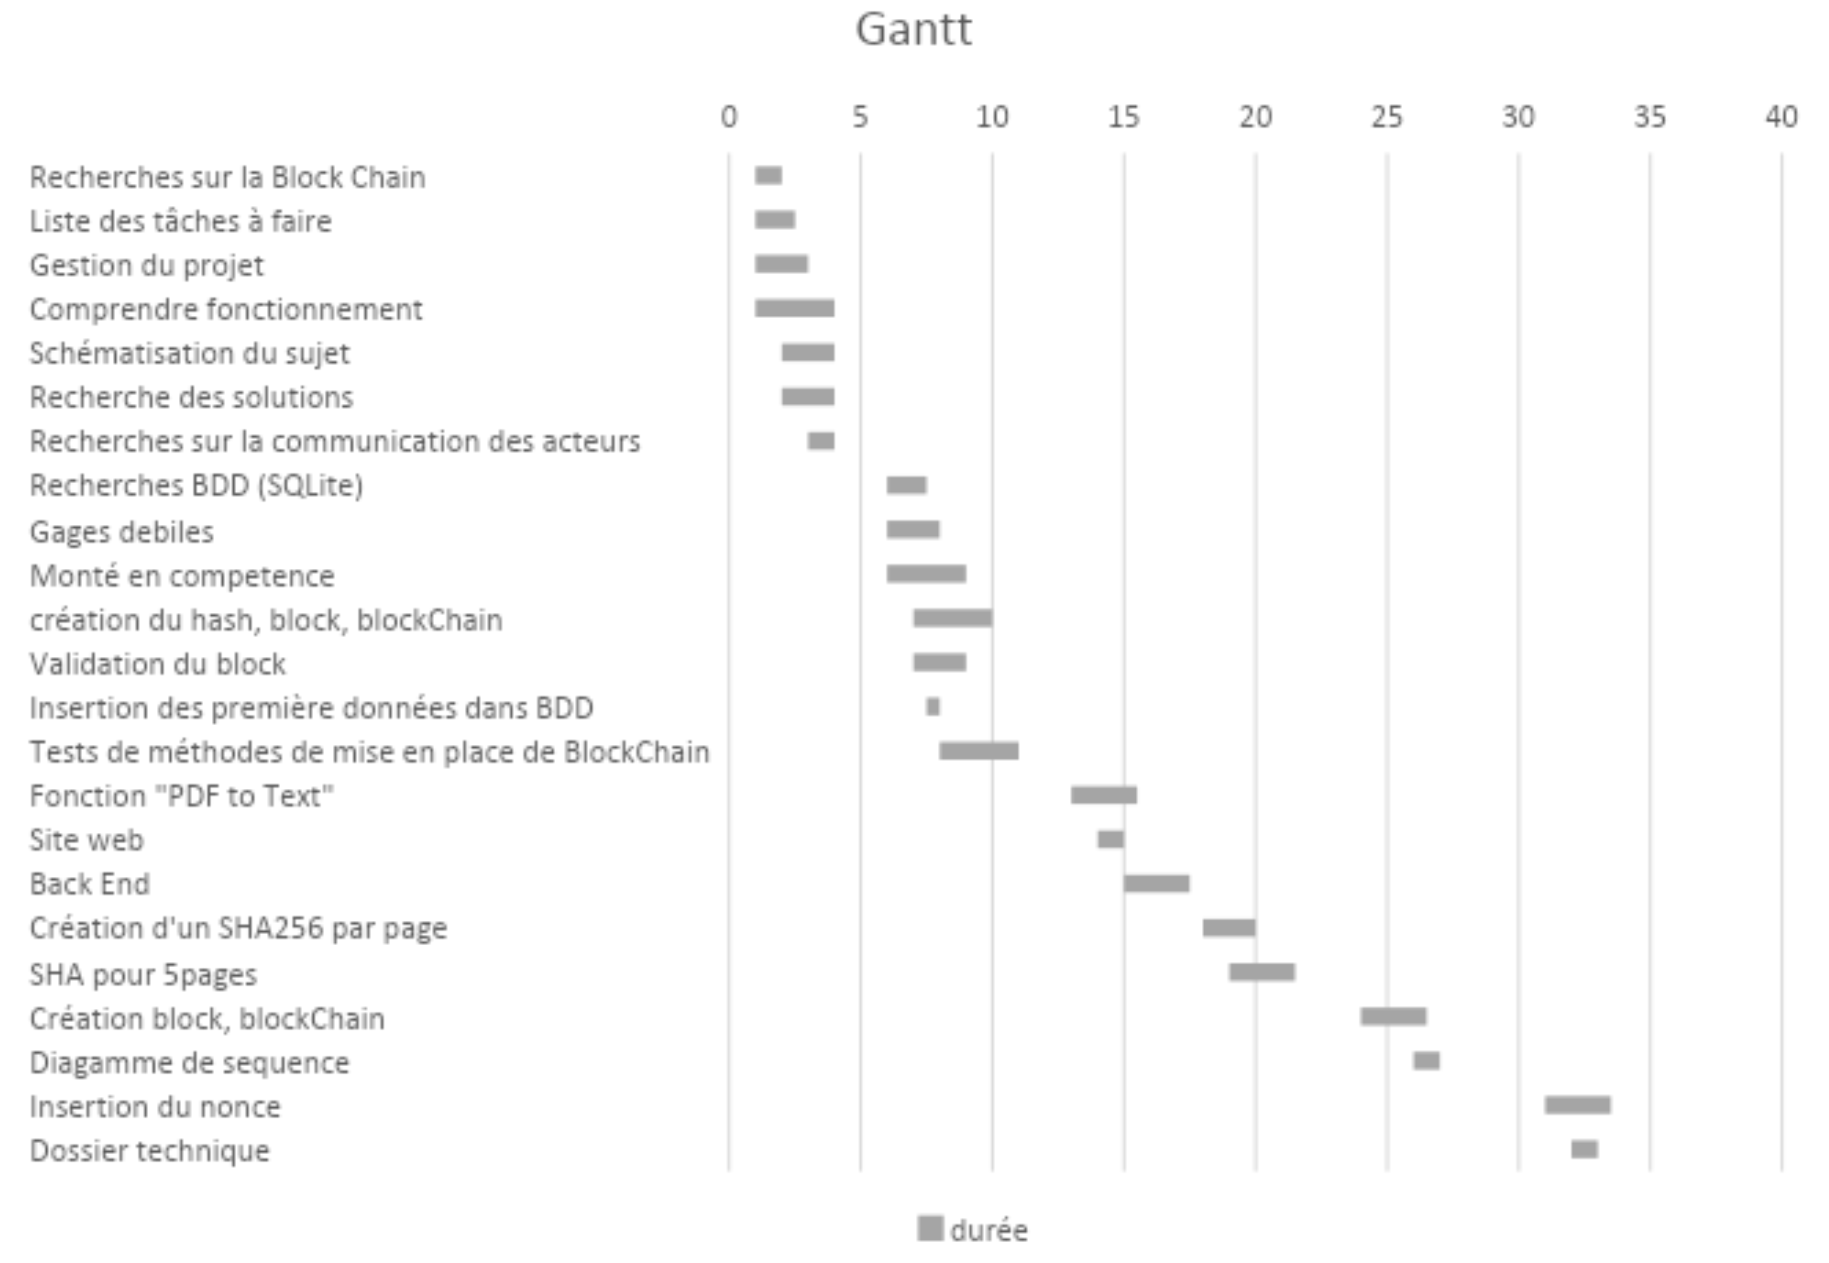 Gantt
0 5 10 15 20 25 30 35 40
Recherches sur la Block Chain
Liste des tâches à faire
Gestion du projet
Comprendre fonctionnement
Schématisation du sujet
Recherche des solutions
Recherches sur la communication des acteurs
Recherches BDD (SQLite)
Gages debiles
Monté en competence
création du hash, block, blockChain
Validation du block
Insertion des première données dans BDD
Tests de méthodes de mise en place de BlockChain
Fonction "PDF to Text"
Site web
Back End
Création d'un SHA256 par page
SHA pour 5pages
Création block, blockChain
Diagamme de sequence
Insertion du nonce
Dossier technique
durée